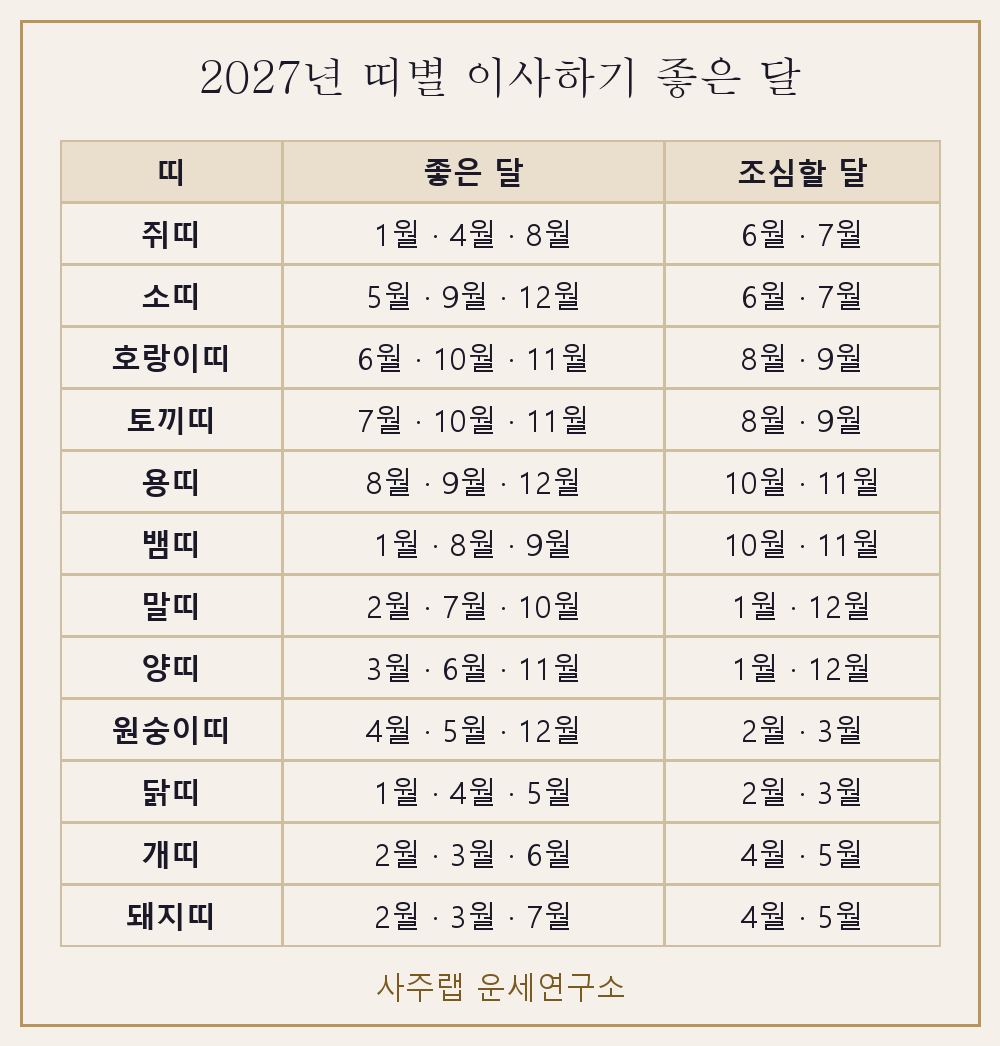 2027년 띠별 이사하기 좋은 달
띠 좋은 달 조심할 달
쥐띠 1월 · 4월 · 8월 6월 · 7월
소띠 5월 · 9월 · 12월 6월 · 7월
호랑이띠 6월 · 10월 · 11월 8월 · 9월
토끼띠 7월 · 10월 · 11월 8월 · 9월
용띠 8월 · 9월 · 12월 10월 · 11월
뱀띠 1월 · 8월 · 9월 10월 · 11월
말띠 2월 · 7월 · 10월 1월 · 12월
양띠 3월 · 6월 · 11월 1월 · 12월
원숭이띠 4월 · 5월 · 12월 2월 · 3월
닭띠 1월 · 4월 · 5월 2월 · 3월
개띠 2월 · 3월 · 6월 4월 · 5월
돼지띠 2월 · 3월 · 7월 4월 · 5월
사주랩 운세연구소